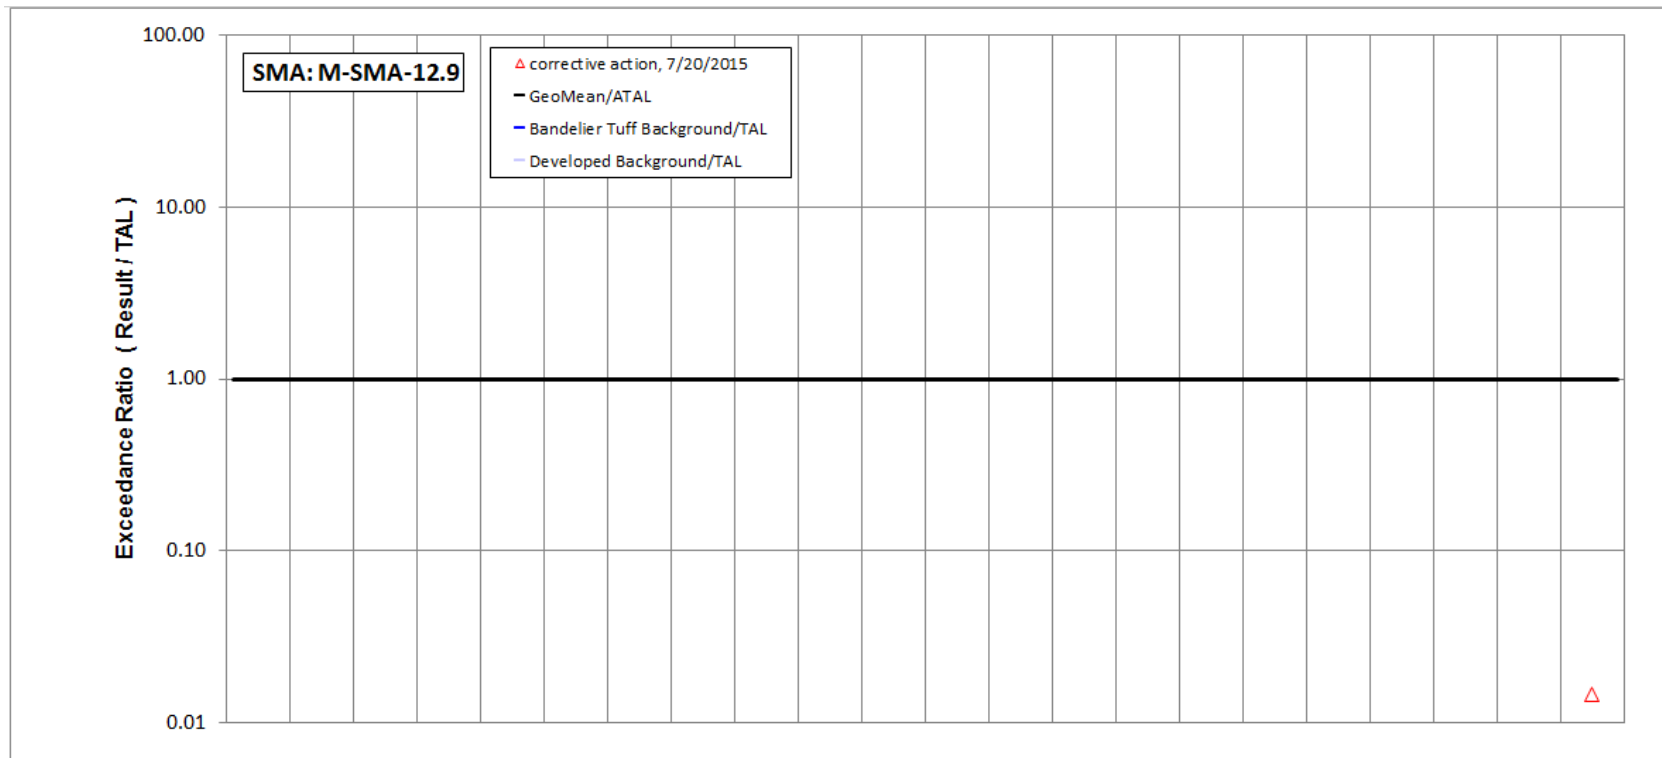 100.00
SMA: M-SMA-12.9
corrective action, 7/20/2015
GeoMean/ATAL
Bandelier Tuff Background/TAL
Developed Background/TAL
10.00
Exceedance Ratio ( Result / TAL )
1.00
0.10
0.01